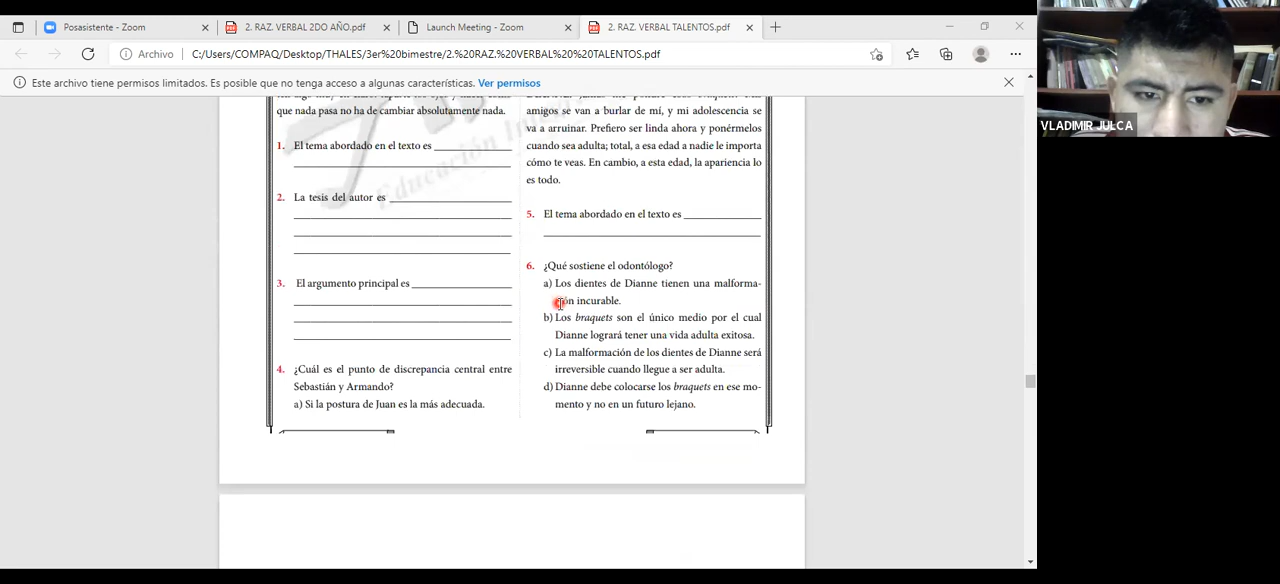 Posasistente - Zoom
2. RAZ. VERBAL 2DO AÑO.pdf
Launch Meeting - Zoom
2. RAZ. VERBAL TALENTOS.pdf
Archivo
C:/Users/COMPAQ/Desktop/THALES/3er%20bimestre/2.%20RAZ.%20VERBAL%20%20TALENTOS.pdf
Este archivo tiene permisos limitados. Es posible que no tenga acceso a algunas características. Ver permisos
VLADIMIR JULCA
que nada pasa no ha de cambiar absolutamente nada.
1. El tema abordado en el texto es
2. La tesis del autor es
3. El argumento principal es
4. ¿Cuál es el punto de discrepancia central entre
Sebastián y Armando?
a) Si la postura de Juan es la más adecuada.
amigos se van a burlar de mí, y mi adolescencia se
va a arruinar. Prefiero ser linda ahora y ponérmelos
cuando sea adulta; total, a esa edad a nadie le importa
cómo te veas. En cambio, a esta edad, la apariencia lo
es todo.
5. El tema abordado en el texto es
6. ¿Qué sostiene el odontólogo?
a) Los dientes de Dianne tienen una malforma-
ción incurable.
b) Los braquets son el único medio por el cual
Dianne logrará tener una vida adulta exitosa.
c) La malformación de los dientes de Dianne será
irreversible cuando llegue a ser adulta.
d) Dianne debe colocarse los braquets en ese mo-
mento y no en un futuro lejano.